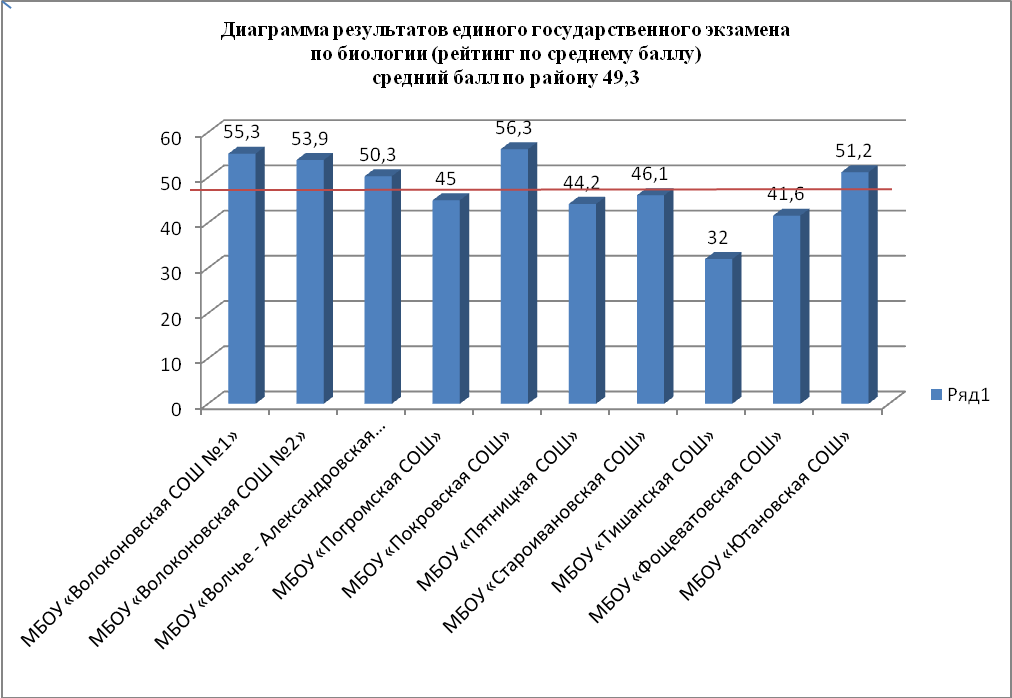 Диаграмма результатов единого государственного экзамена
по биологии (рейтинг по среднему баллу)
средний балл по району 49,3
60
50
40
30
20
10
0
55,3
53,9
50,3
45
56,3
44,2
46,1
32
41,6
51,2
МБОУ «Волоконовская СОШ №1»
МБОУ «Волоконовская СОШ №2»
МБОУ «Волчье - Александровская...
МБОУ «Погромская СОШ»
МБОУ «Покровская СОШ»
МБОУ «Пятницкая СОШ»
МБОУ «Староивановская СОШ»
МБОУ «Тишанская СОШ»
МБОУ «Фощеватовская СОШ»
МБОУ «Ютановская СОШ»
Ряд1